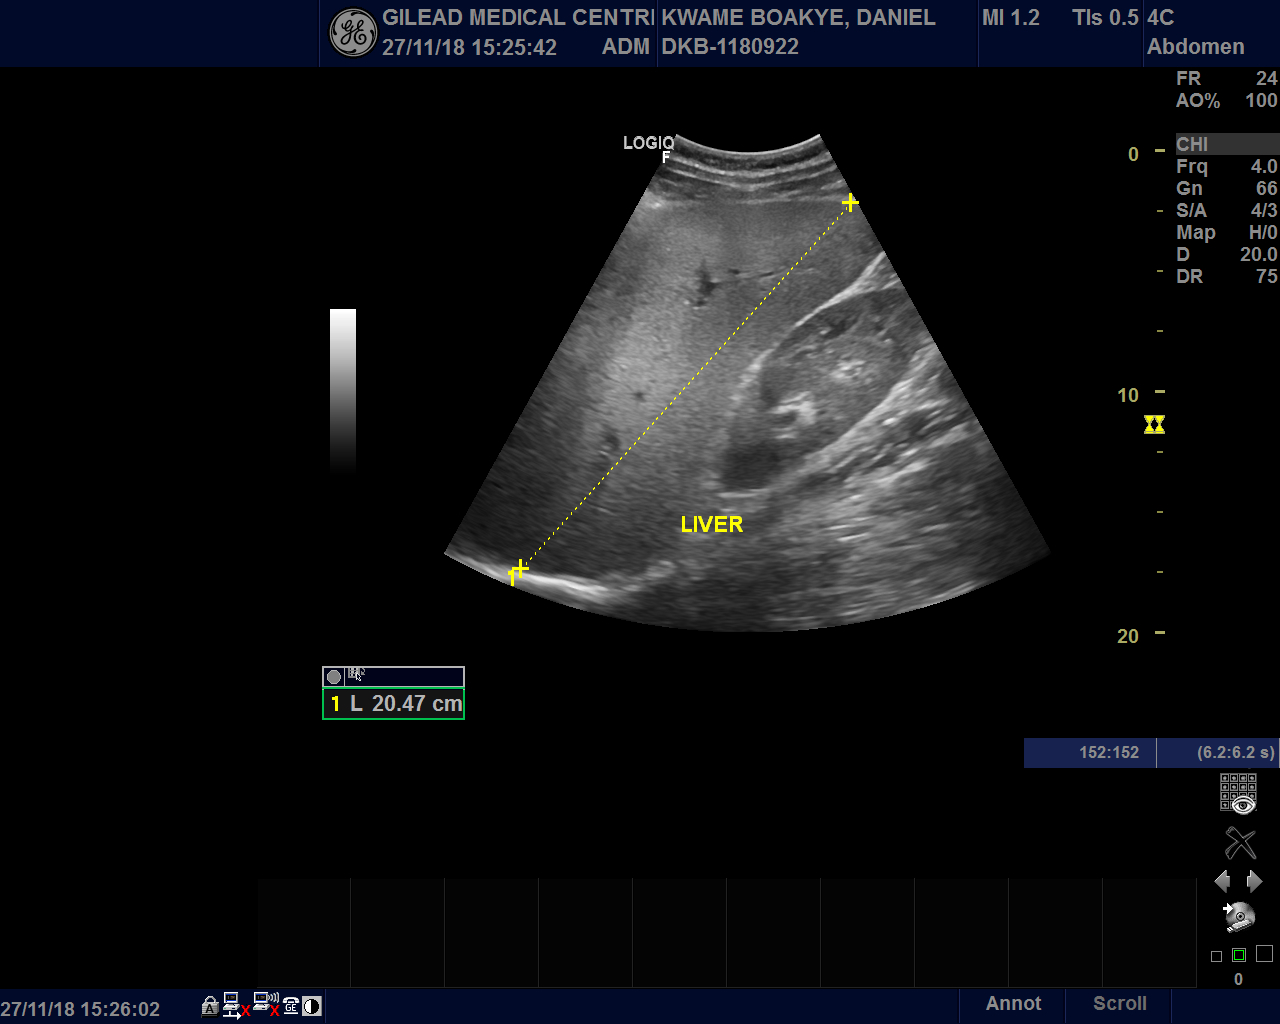 GILEAD MEDICAL CENTR
KWAME BOAKYE, DANIEL
MI 1.2
TIs 0.5
4C
27/11/18 15:25:42
ADM
DKB-1180922
Abdomen
FR 24
AO% 100
CHI
Frq 4.0
Gn 66
S/A 4/3
Map H/0
D 20.0
DR 75
LOGIQ
F
0
10
20
LIVER
1
1 L 20.47 cm
152:152
(6.2:6.2 s)
0
27/11/18 15:26:02
Annot
Scroll